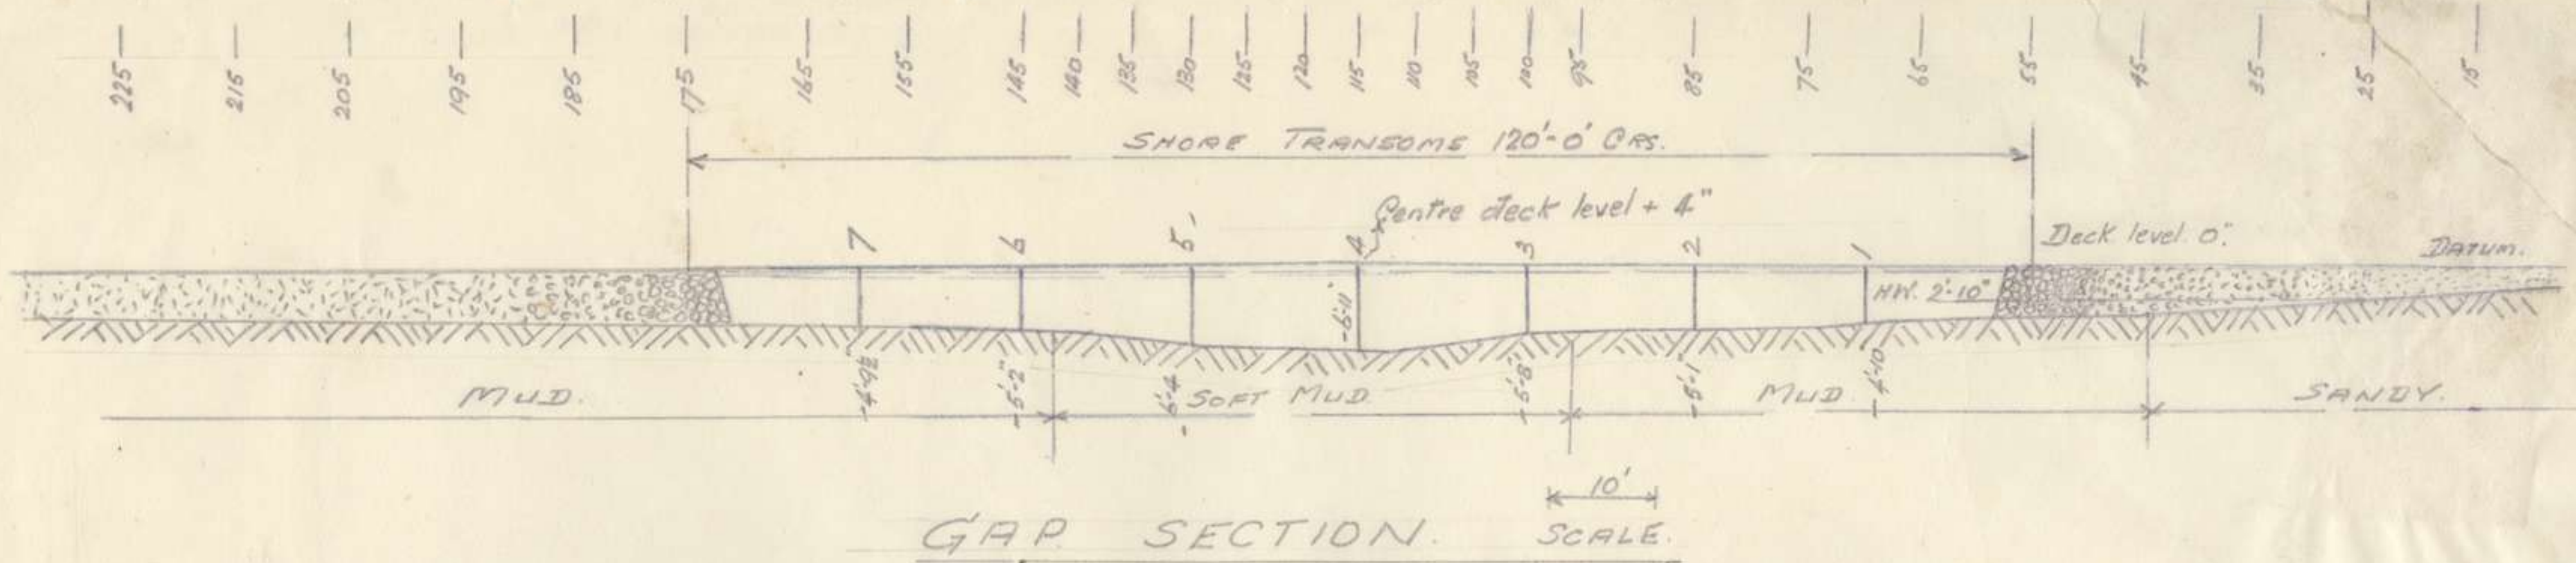 225 215 205 195 185 175 165 155 145 140 135 130 125 120 115 110 105 100 95 85 75 65 55 45 35 25 15
SHORE TRANSOMS 120'-0' CRS.
Centre deck level + 4"
7 6 5 4 3 2 1
Deck level 0".
DATUM.
HW. 2'-10"
-6'-11"
-4'-9½" -5'-2" -6'-4 -5'-8" -5'-1" -4'-10
MUD.
SOFT MUD
MUD
SANDY.
10'
GAP SECTION.
SCALE.